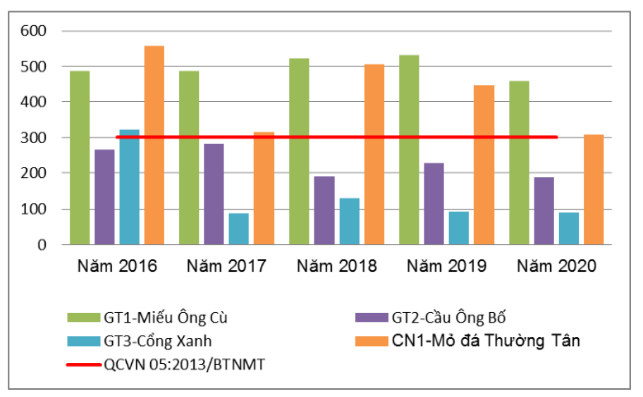 600
500
400
300
200
100
0
Năm 2016 Năm 2017 Năm 2018 Năm 2019 Năm 2020
GT1-Miếu Ông Cù GT2-Cầu Ông Bố
GT3-Cổng Xanh CN1-Mỏ đá Thường Tân
QCVN 05:2013/BTNMT